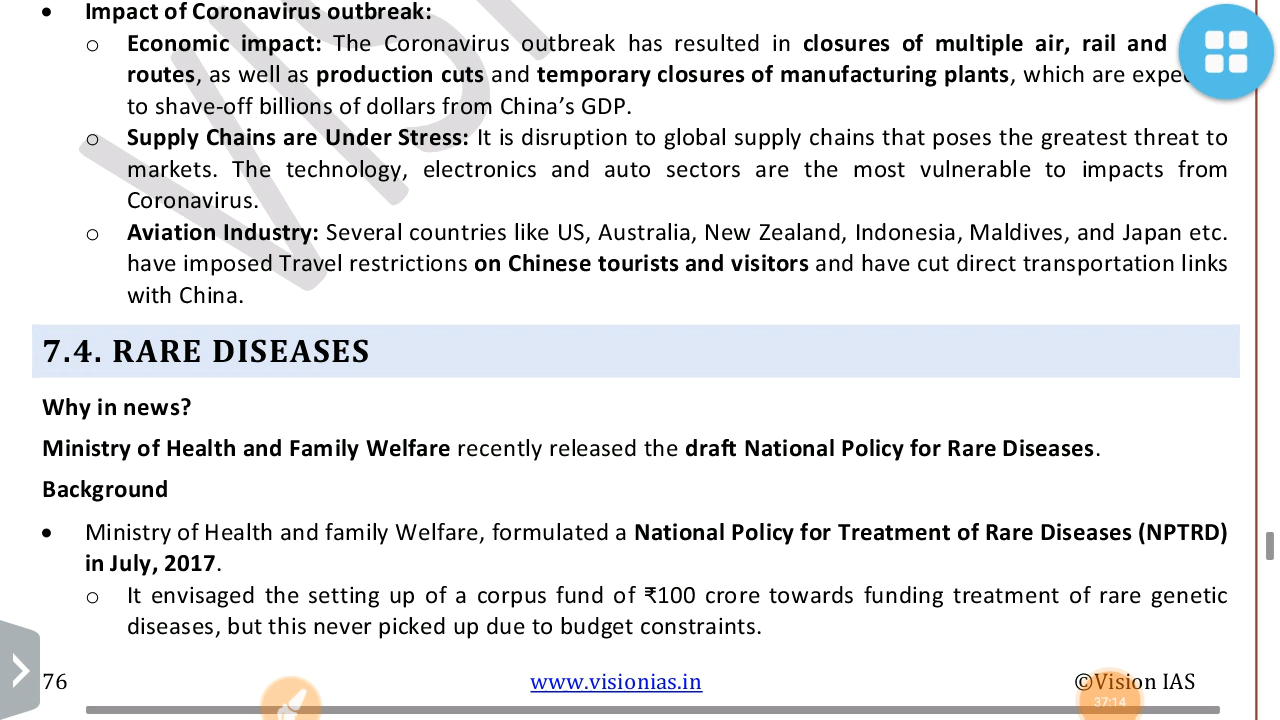 • Impact of Coronavirus outbreak:
o Economic impact: The Coronavirus outbreak has resulted in closures of multiple air, rail and
routes, as well as production cuts and temporary closures of manufacturing plants, which are
to shave-off billions of dollars from China’s GDP.
o Supply Chains are Under Stress: It is disruption to global supply chains that poses the greatest threat to
markets. The technology, electronics and auto sectors are the most vulnerable to impacts from
Coronavirus.
o Aviation Industry: Several countries like US, Australia, New Zealand, Indonesia, Maldives, and Japan etc.
have imposed Travel restrictions on Chinese tourists and visitors and have cut direct transportation links
with China.
7.4. RARE DISEASES
Why in news?
Ministry of Health and Family Welfare recently released the draft National Policy for Rare Diseases.
Background
• Ministry of Health and family Welfare, formulated a National Policy for Treatment of Rare Diseases (NPTRD)
in July, 2017.
o It envisaged the setting up of a corpus fund of ₹100 crore towards funding treatment of rare genetic
diseases, but this never picked up due to budget constraints.
76 www.visionias.in ©Vision IAS
37:14